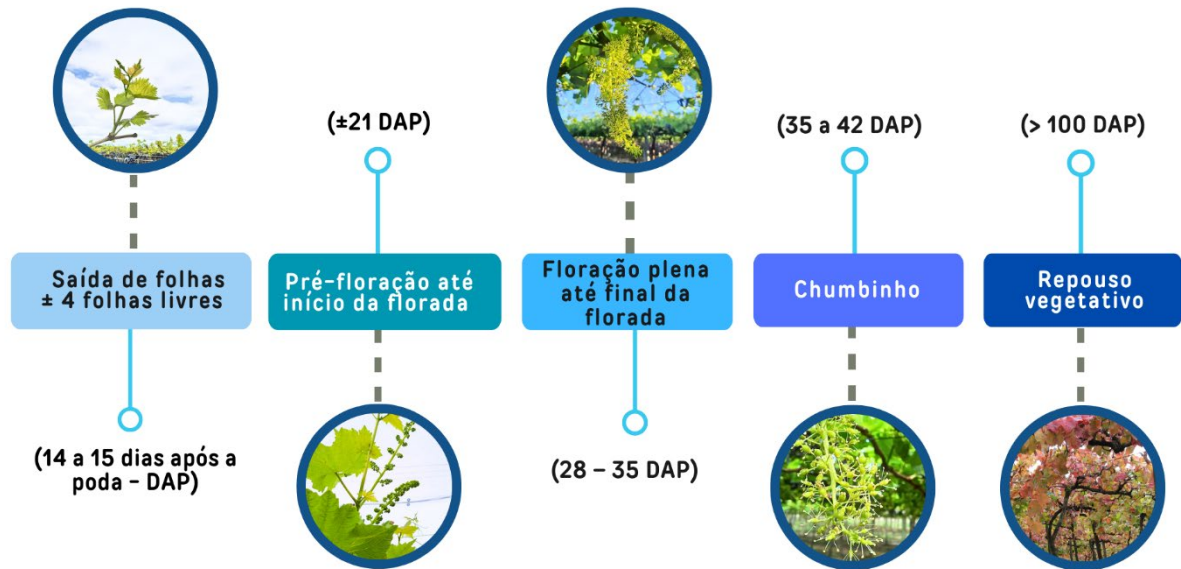 Saída de folhas
± 4 folhas livres
(14 a 15 dias após a
poda - DAP)
(±21 DAP)
Pré-floração até
início da florada
Floração plena
até final da
florada
(28 – 35 DAP)
(35 a 42 DAP)
Chumbinho
(> 100 DAP)
Repouso
vegetativo